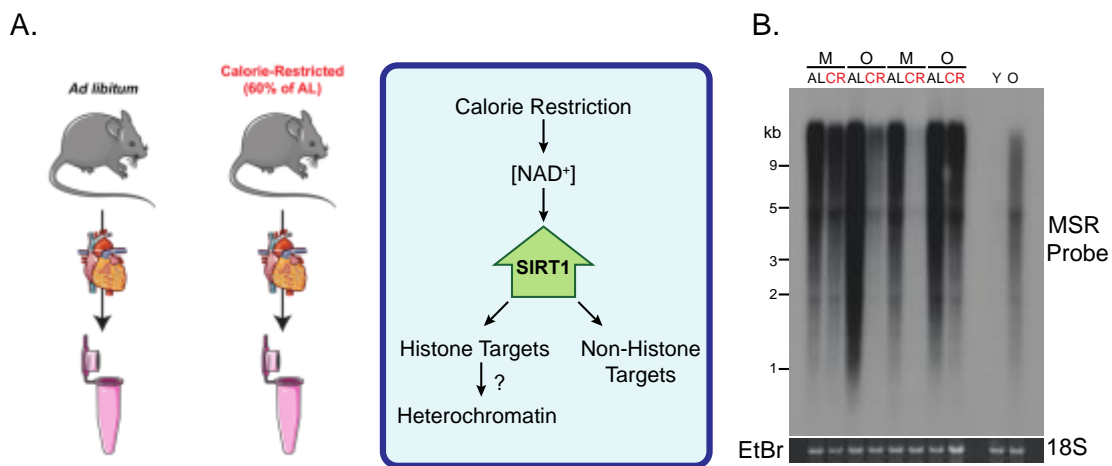 A.
Ad libitum
Calorie-Restricted
(60% of AL)
Calorie Restriction
[NAD⁺]
SIRT1
Histone Targets
Non-Histone
Targets
?
Heterochromatin
B.
M O M O
AL CR AL CR AL CR AL CR Y O
kb
9
5
3
2
1
MSR
Probe
EtBr
18S